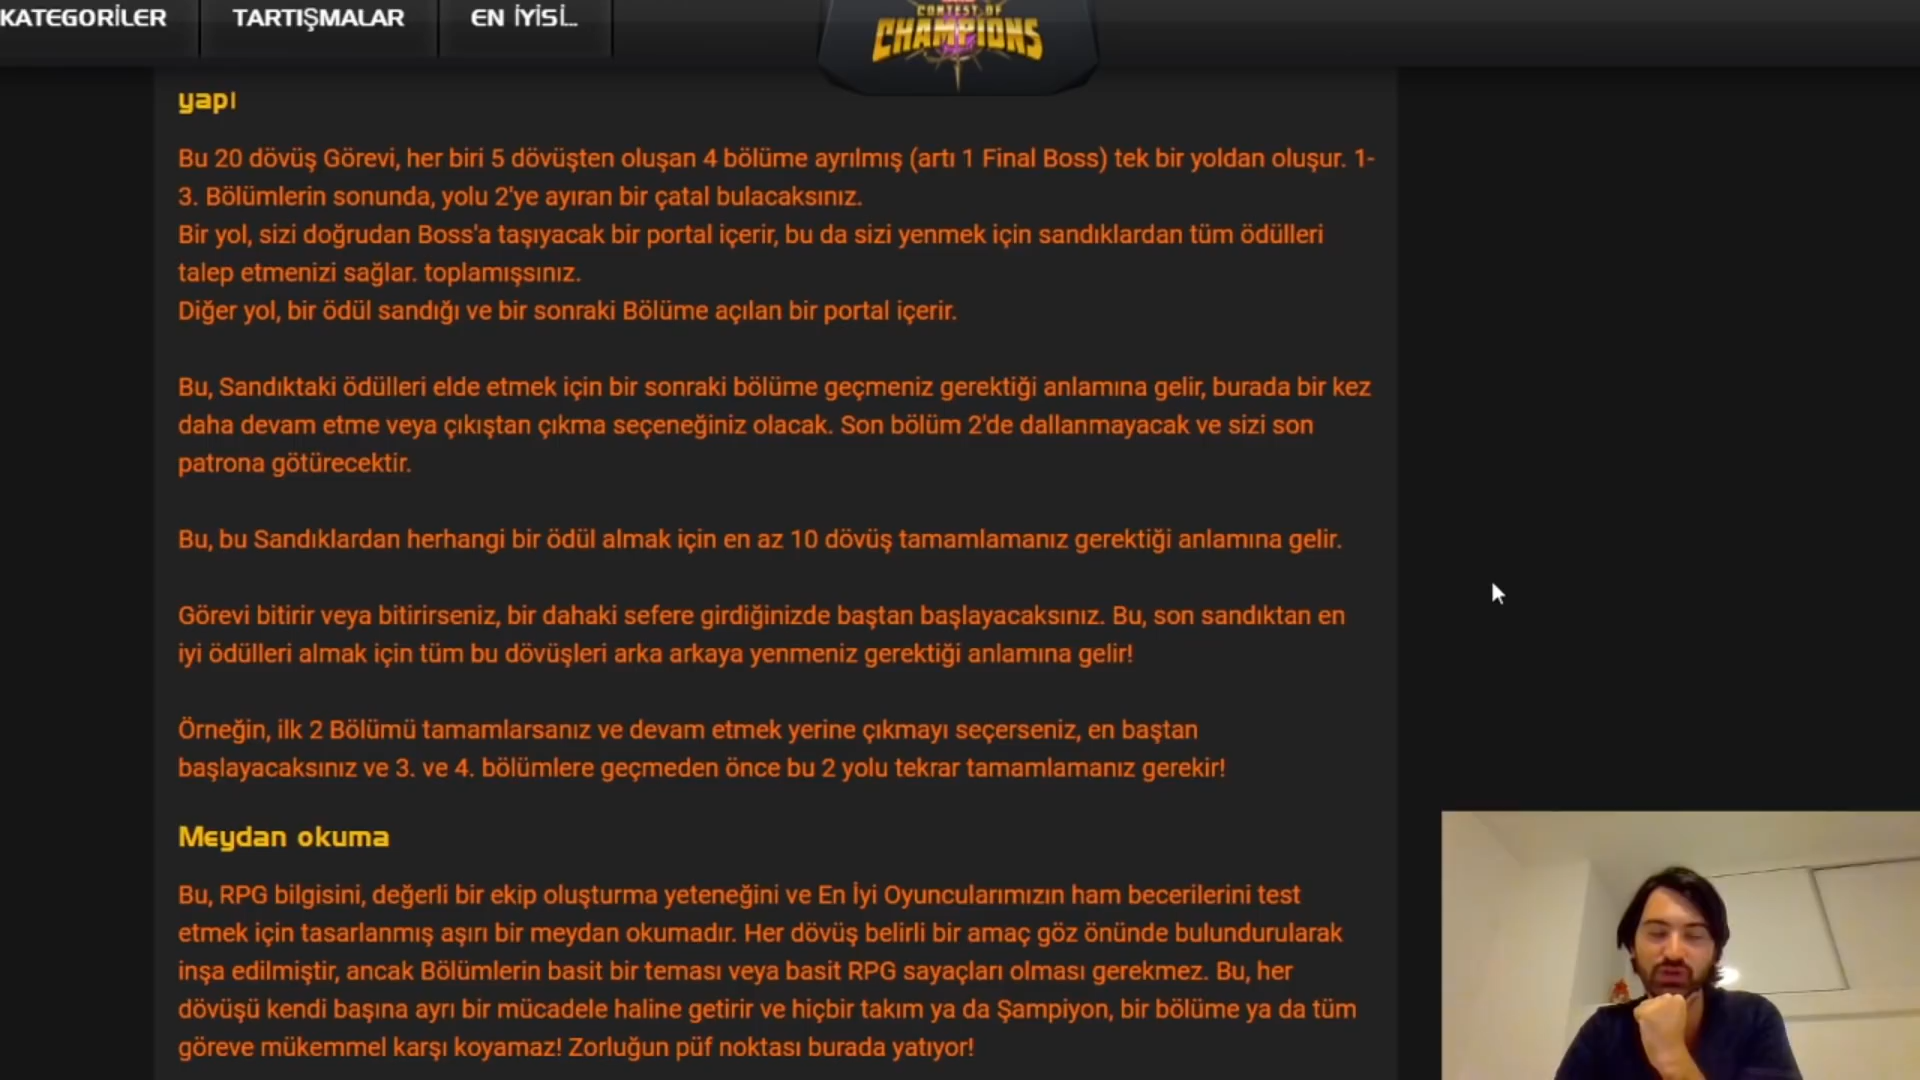 KATEGORİLER
TARTIŞMALAR
EN İYİSİ...
CONTEST OF
CHAMPIONS
yapı
Bu 20 dövüş Görevi, her biri 5 dövüşten oluşan 4 bölüme ayrılmış (artı 1 Final Boss) tek bir yoldan oluşur. 1-
3. Bölümlerin sonunda, yolu 2'ye ayıran bir çatal bulacaksınız.
Bir yol, sizi doğrudan Boss'a taşıyacak bir portal içerir, bu da sizi yenmek için sandıklardan tüm ödülleri
talep etmenizi sağlar. toplamışsınız.
Diğer yol, bir ödül sandığı ve bir sonraki Bölüme açılan bir portal içerir.
Bu, Sandıktaki ödülleri elde etmek için bir sonraki bölüme geçmeniz gerektiği anlamına gelir, burada bir kez
daha devam etme veya çıkıştan çıkma seçeneğiniz olacak. Son bölüm 2'de dallanmayacak ve sizi son
patrona götürecektir.
Bu, bu Sandıklardan herhangi bir ödül almak için en az 10 dövüş tamamlamanız gerektiği anlamına gelir.
Görevi bitirir veya bitirirseniz, bir dahaki sefere girdiğinizde baştan başlayacaksınız. Bu, son sandıktan en
iyi ödülleri almak için tüm bu dövüşleri arka arkaya yenmeniz gerektiği anlamına gelir!
Örneğin, ilk 2 Bölümü tamamlarsanız ve devam etmek yerine çıkmayı seçerseniz, en baştan
başlayacaksınız ve 3. ve 4. bölümlere geçmeden önce bu 2 yolu tekrar tamamlamanız gerekir!
Meydan okuma
Bu, RPG bilgisini, değerli bir ekip oluşturma yeteneğini ve En İyi Oyuncularımızın ham becerilerini test
etmek için tasarlanmış aşırı bir meydan okumadır. Her dövüş belirli bir amaç göz önünde bulundurularak
inşa edilmiştir, ancak Bölümlerin basit bir teması veya basit RPG sayaçları olması gerekmez. Bu, her
dövüşü kendi başına ayrı bir mücadele haline getirir ve hiçbir takım ya da Şampiyon, bir bölüme ya da tüm
göreve mükemmel karşı koyamaz! Zorluğun püf noktası burada yatıyor!